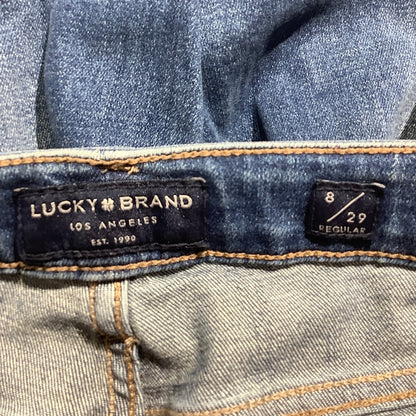 LUCKY BRAND
LOS ANGELES
EST. 1990
8/29
REGULAR